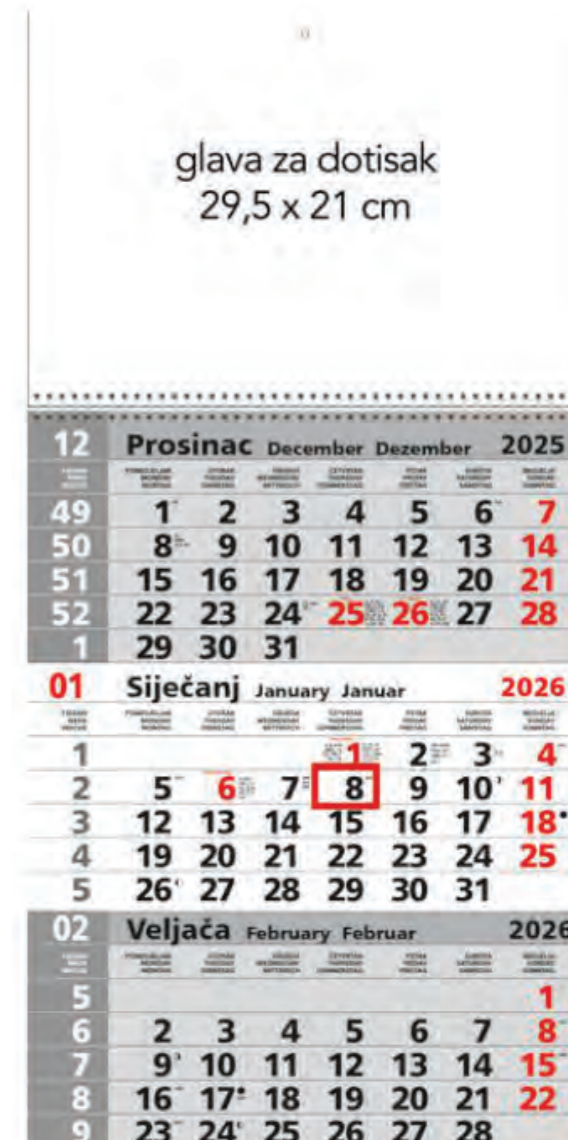 glava za dotisak
29,5 x 21 cm
12 Prosinac December Dezember 2025
49 1 2 3 4 5 6 7
50 8 9 10 11 12 13 14
51 15 16 17 18 19 20 21
52 22 23 24 25 26 27 28
1 29 30 31
01 Siječanj January Januar 2026
1 1 2 3 4
2 5 6 7 8 9 10 11
3 12 13 14 15 16 17 18
4 19 20 21 22 23 24 25
5 26 27 28 29 30 31
02 Veljača February Februar 2026
5 1
6 2 3 4 5 6 7 8
7 9 10 11 12 13 14 15
8 16 17 18 19 20 21 22
9 23 24 25 26 27 28